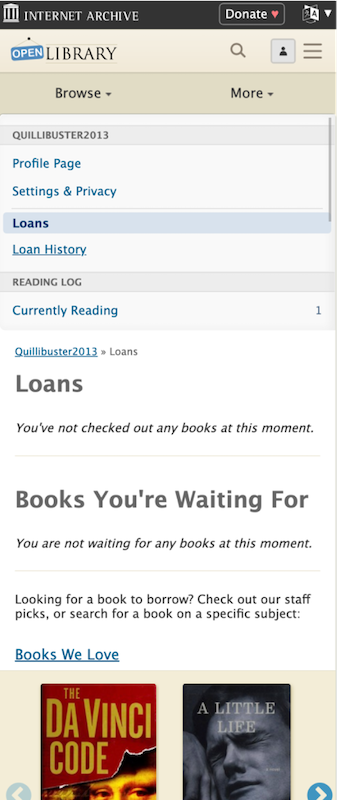 INTERNET ARCHIVE
Donate ♥
OPEN LIBRARY
Browse
More
QUILLIBUSTER2013
Profile Page
Settings & Privacy
Loans
Loan History
READING LOG
Currently Reading 1
Quillibuster2013 » Loans
Loans
You've not checked out any books at this moment.
Books You're Waiting For
You are not waiting for any books at this moment.
Looking for a book to borrow? Check out our staff
picks, or search for a book on a specific subject:
Books We Love
THE
DA VINCI
CODE
A LITTLE
LIFE